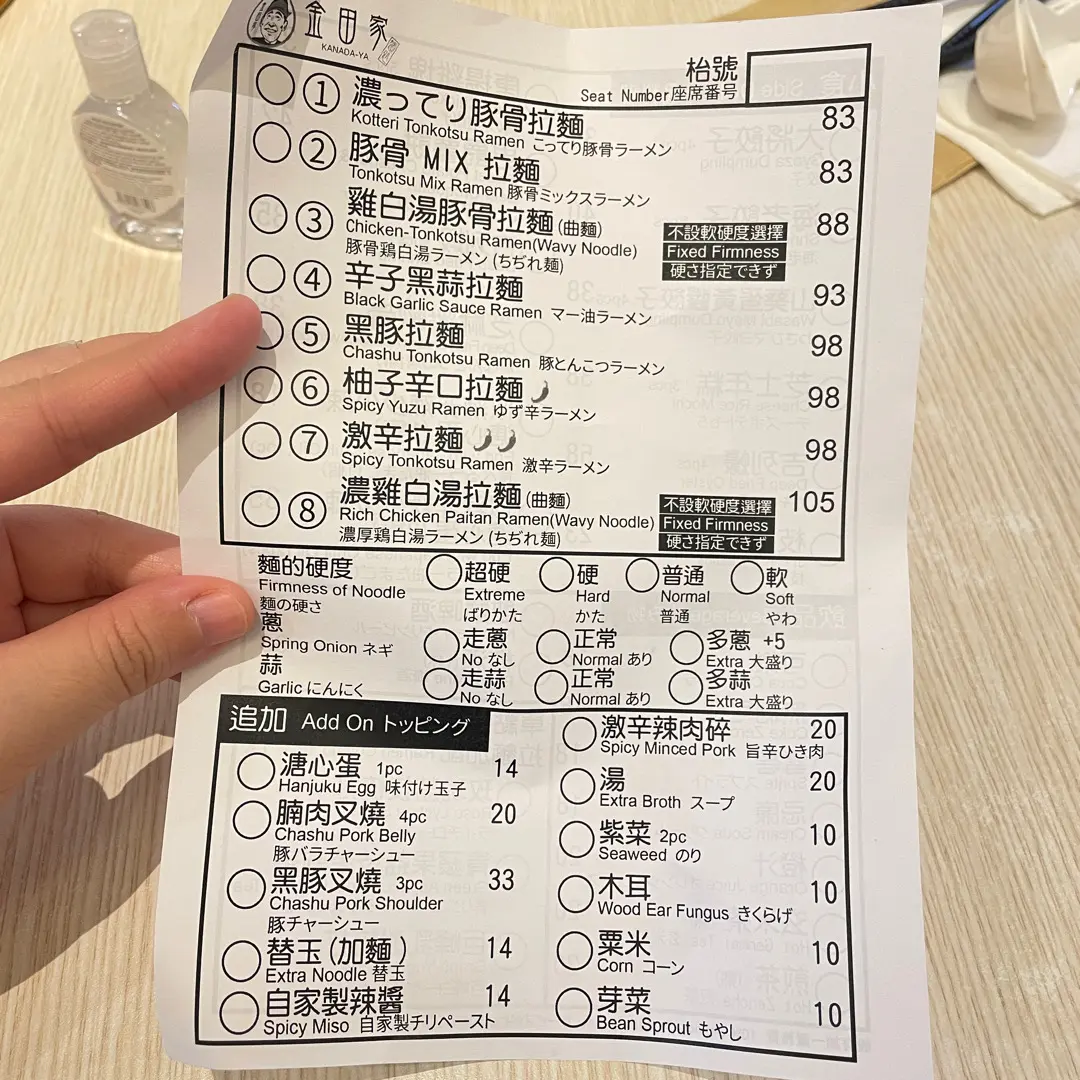 金田家
KANADA-YA
枱號
Seat Number座席番号
① 濃ってり豚骨拉麵 83
Kotteri Tonkotsu Ramen こってり豚骨ラーメン
② 豚骨 MIX 拉麵 83
Tonkotsu Mix Ramen 豚骨ミックスラーメン
③ 雞白湯豚骨拉麵(曲麵) 88
Chicken-Tonkotsu Ramen(Wavy Noodle)
豚骨鶏白湯ラーメン (ちぢれ麺)
不設軟硬度選擇
Fixed Firmness
硬さ指定できず
④ 辛子黑蒜拉麵 93
Black Garlic Sauce Ramen マー油ラーメン
⑤ 黑豚拉麵 98
Chashu Tonkotsu Ramen 豚とんこつラーメン
⑥ 柚子辛口拉麵 98
Spicy Yuzu Ramen ゆず辛ラーメン
⑦ 激辛拉麵 98
Spicy Tonkotsu Ramen 激辛ラーメン
⑧ 濃雞白湯拉麵(曲麵) 105
Rich Chicken Paitan Ramen(Wavy Noodle)
濃厚鶏白湯ラーメン (ちぢれ麺)
不設軟硬度選擇
Fixed Firmness
硬さ指定できず
麵的硬度 超硬 硬 普通 軟
Firmness of Noodle Extreme Hard Normal Soft
麺の硬さ ばりかた かた 普通 やわ
蔥 走蔥 正常 多蔥 +5
Spring Onion ネギ No なし Normal あり Extra 大盛り
蒜 走蒜 正常 多蒜
Garlic にんにく No なし Normal あり Extra 大盛り
追加 Add On トッピング
溏心蛋 1pc 14
Hanjuku Egg 味付け玉子
腩肉叉燒 4pc 20
Chashu Pork Belly
豚バラチャーシュー
黑豚叉燒 3pc 33
Chashu Pork Shoulder
豚チャーシュー
替玉(加麵) 14
Extra Noodle 替玉
自家製辣醬 14
Spicy Miso 自家製チリペースト
激辛辣肉碎 20
Spicy Minced Pork 旨辛ひき肉
湯 20
Extra Broth スープ
紫菜 2pc 10
Seaweed のり
木耳 10
Wood Ear Fungus きくらげ
粟米 10
Corn コーン
芽菜 10
Bean Sprout もやし